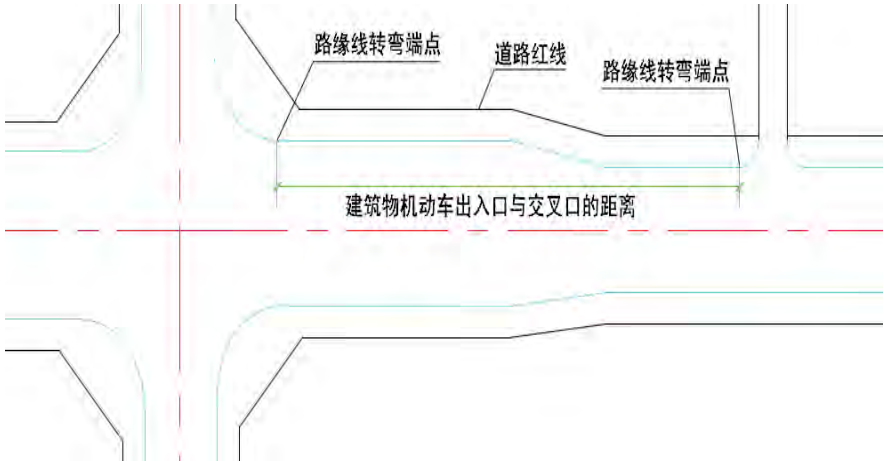 路缘线转弯端点
道路红线
路缘线转弯端点
建筑物机动车出入口与交叉口的距离